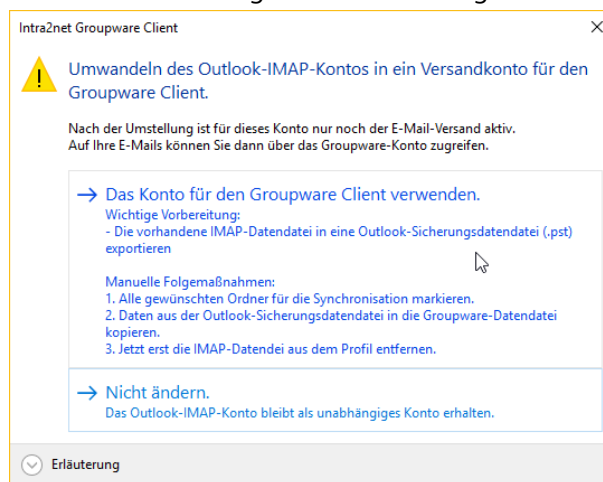 Intra2net Groupware Client
Umwandeln des Outlook-IMAP-Kontos in ein Versandkonto für den
Groupware Client.
Nach der Umstellung ist für dieses Konto nur noch der E-Mail-Versand aktiv.
Auf Ihre E-Mails können Sie dann über das Groupware-Konto zugreifen.
Das Konto für den Groupware Client verwenden.
Wichtige Vorbereitung:
- Die vorhandene IMAP-Datendatei in eine Outlook-Sicherungsdatendatei (.pst)
exportieren
Manuelle Folgemaßnahmen:
1. Alle gewünschten Ordner für die Synchronisation markieren.
2. Daten aus der Outlook-Sicherungsdatendatei in die Groupware-Datendatei
kopieren.
3. Jetzt erst die IMAP-Datendei aus dem Profil entfernen.
Nicht ändern.
Das Outlook-IMAP-Konto bleibt als unabhängiges Konto erhalten.
Erläuterung